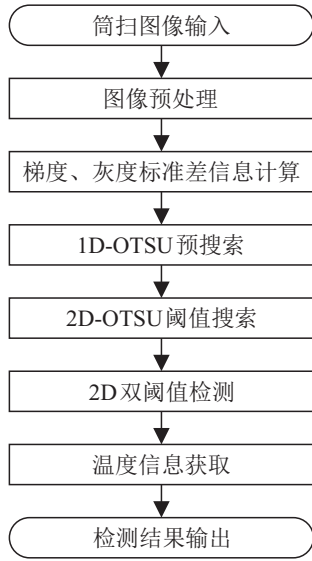 筒扫图像输入
图像预处理
梯度、灰度标准差信息计算
1D-OTSU预搜索
2D-OTSU阈值搜索
2D双阈值检测
温度信息获取
检测结果输出